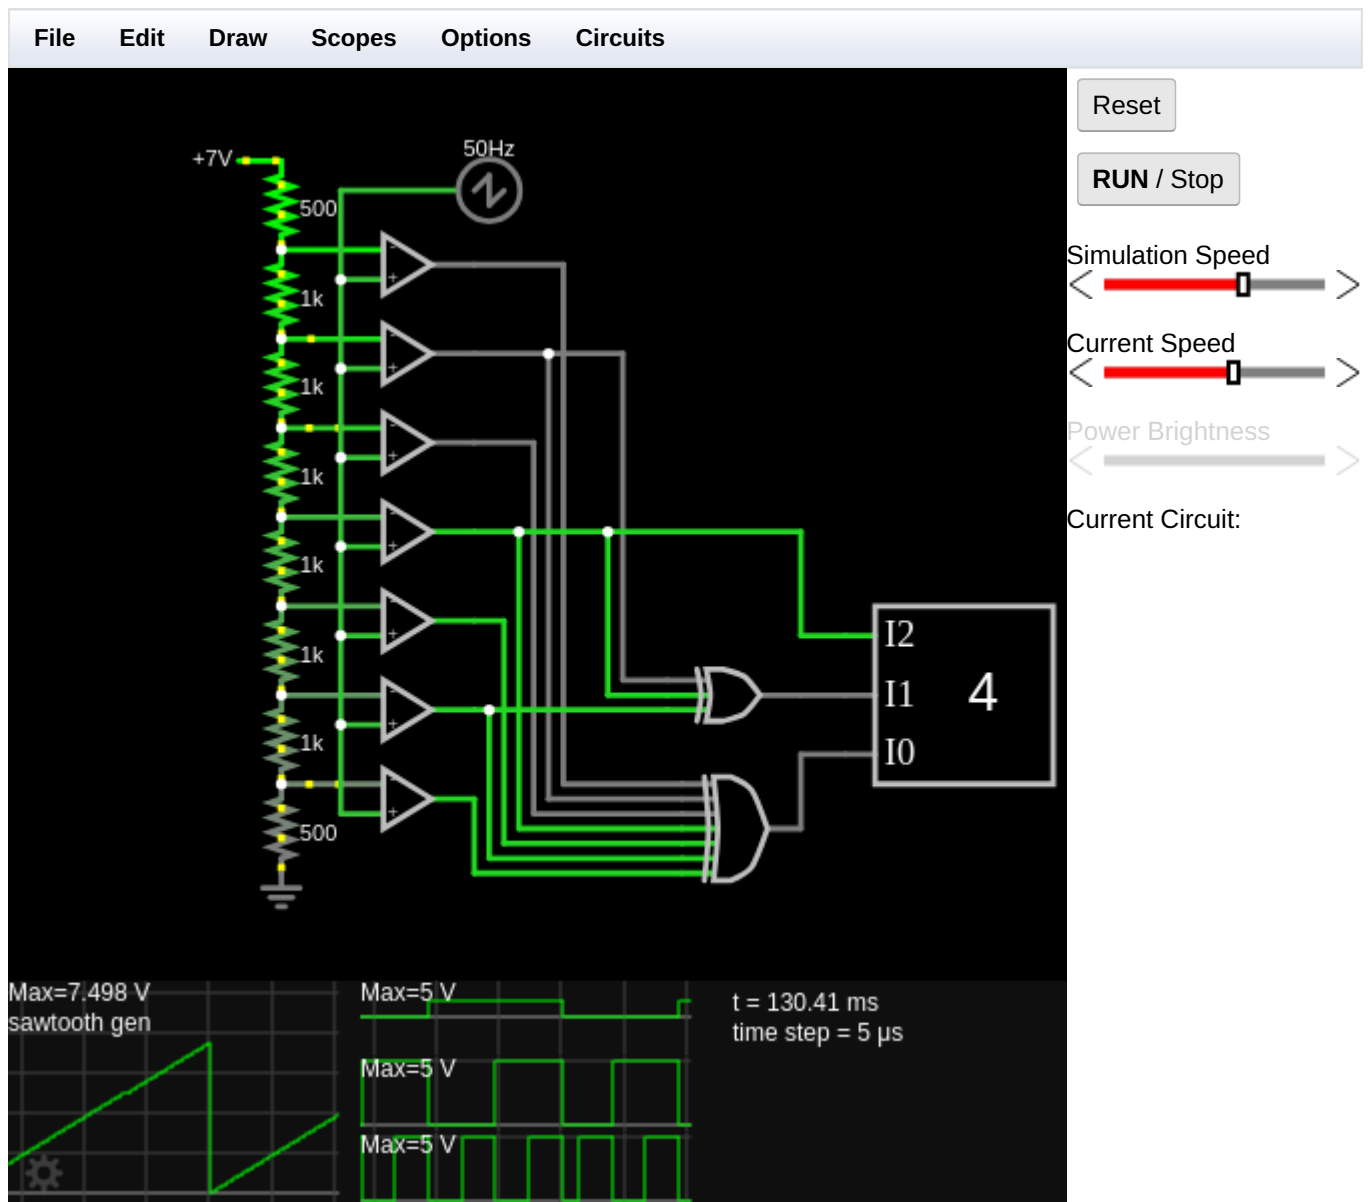 File Edit Draw Scopes Options Circuits
Reset
RUN / Stop
Simulation Speed
Current Speed
Power Brightness
Current Circuit:
50Hz
+7V
500
1k
1k
1k
1k
1k
1k
500
- +
- +
- +
- +
- +
- +
- +
I2
I1
I0
4
Max=7.498 V
sawtooth gen
Max=5 V
Max=5 V
Max=5 V
t = 130.41 ms
time step = 5 μs